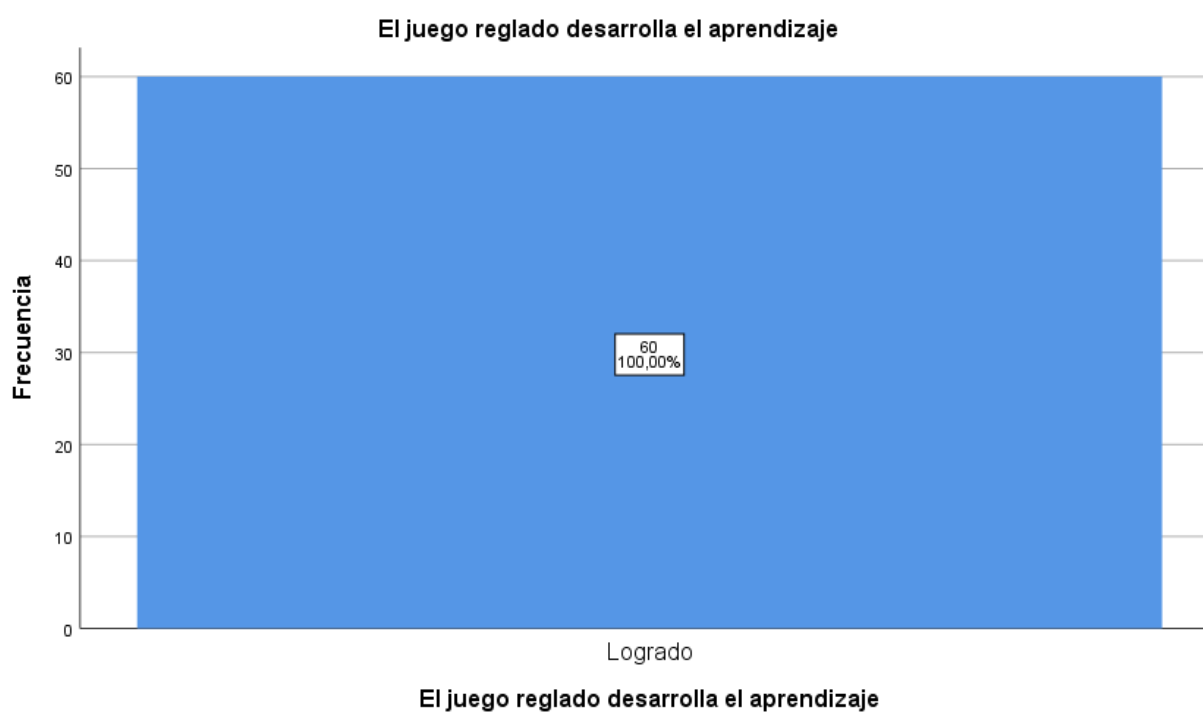 El juego reglado desarrolla el aprendizaje
60
50
40
30
20
10
0
Frecuencia
60
100,00%
Logrado
El juego reglado desarrolla el aprendizaje